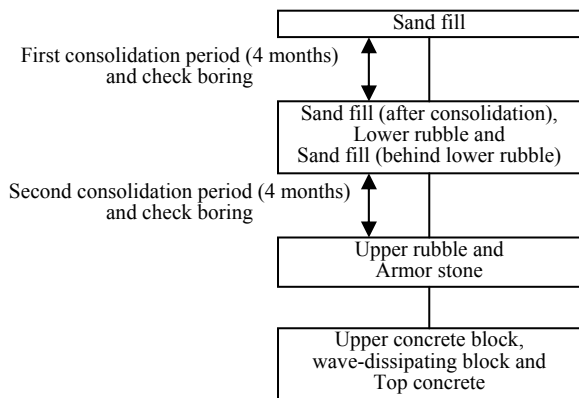 Sand fill
First consolidation period (4 months)
and check boring
Sand fill (after consolidation),
Lower rubble and
Sand fill (behind lower rubble)
Second consolidation period (4 months)
and check boring
Upper rubble and
Armor stone
Upper concrete block,
wave-dissipating block and
Top concrete